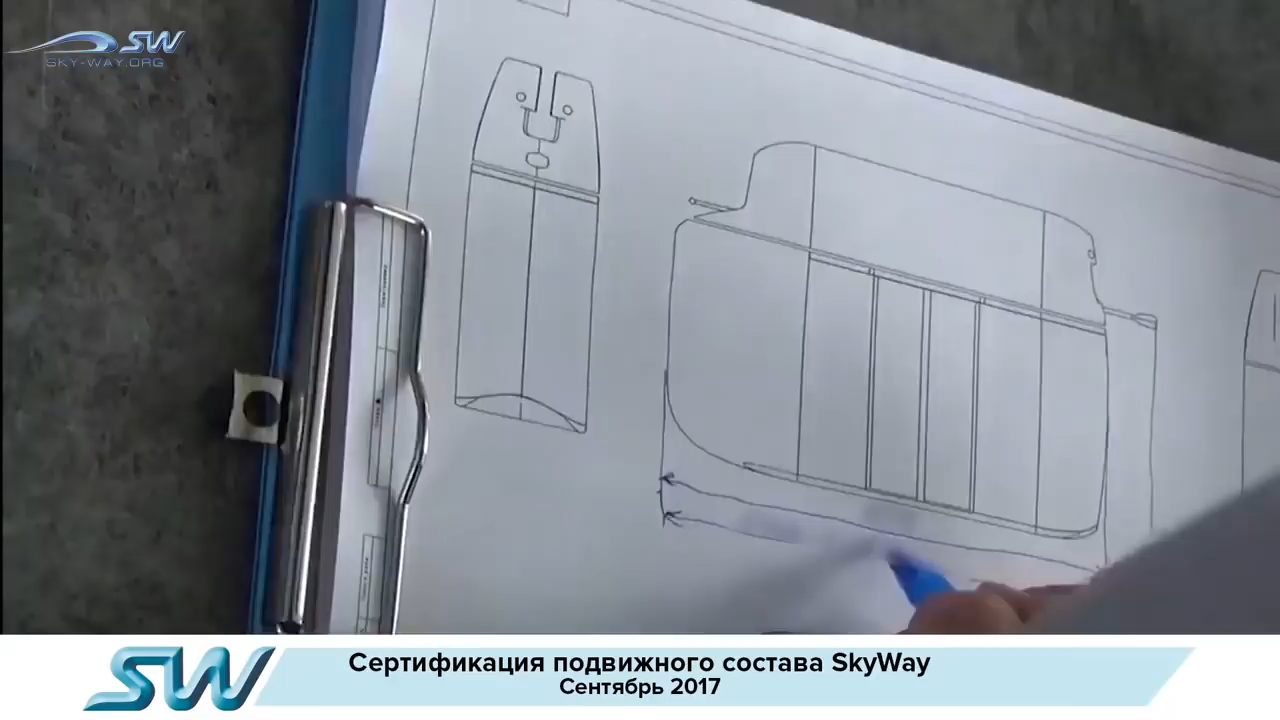 SW
SKY-WAY.ORG
SW
Сертификация подвижного состава SkyWay
Сентябрь 2017